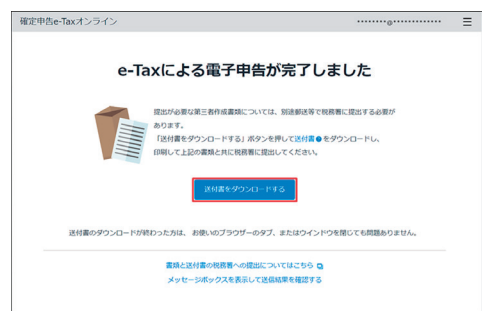 確定申告e-Taxオンライン
e-Taxによる電子申告が完了しました
提出が必要な第三者作成書類については、別途郵送等で税務署に提出する必要が
あります。
「送付書をダウンロードする」ボタンを押して送付書?をダウンロードし、
印刷して上記の書類と共に税務署に提出してください。
送付書をダウンロードする
送付書のダウンロードが終わった方は、お使いのブラウザーのタブ、またはウインドウを閉じても問題ありません。
書類と送付書の税務署への提出についてはこちら
メッセージボックスを表示して送信結果を確認する